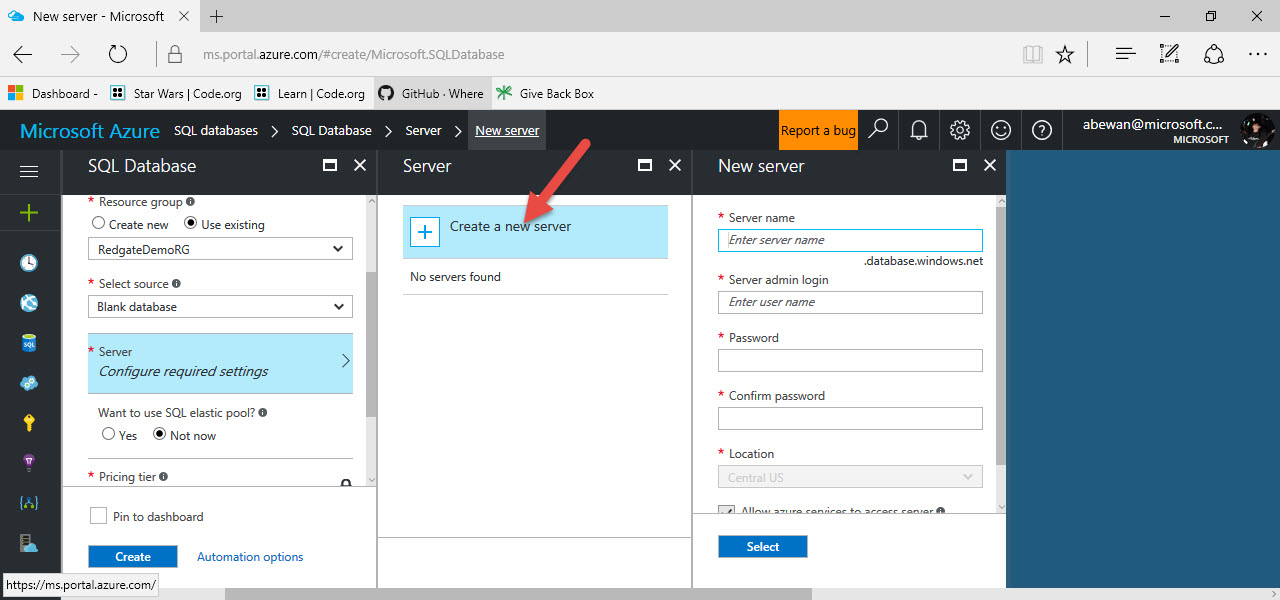 New server - Microsoft
ms.portal.azure.com/#create/Microsoft.SQLDatabase
Dashboard -
Star Wars | Code.org
Learn | Code.org
GitHub · Where
Give Back Box
Microsoft Azure
SQL databases
SQL Database
Server
New server
Report a bug
abewan@microsoft.c...
MICROSOFT
SQL Database
* Resource group
Create new
Use existing
RedgateDemoRG
* Select source
Blank database
* Server
Configure required settings
Want to use SQL elastic pool?
Yes
Not now
* Pricing tier
Pin to dashboard
Create
Automation options
https://ms.portal.azure.com/
SQL
Server
Create a new server
No servers found
New server
* Server name
Enter server name
.database.windows.net
* Server admin login
Enter user name
* Password
* Confirm password
* Location
Central US
Allow azure services to access server
Select